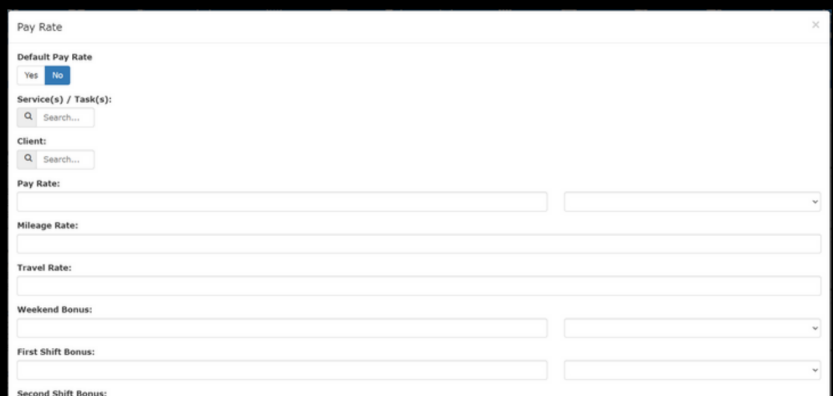 Pay Rate ×
Default Pay Rate
Yes No
Service(s) / Task(s):
Search...
Client:
Search...
Pay Rate:
Mileage Rate:
Travel Rate:
Weekend Bonus:
First Shift Bonus:
Second Shift Bonus: